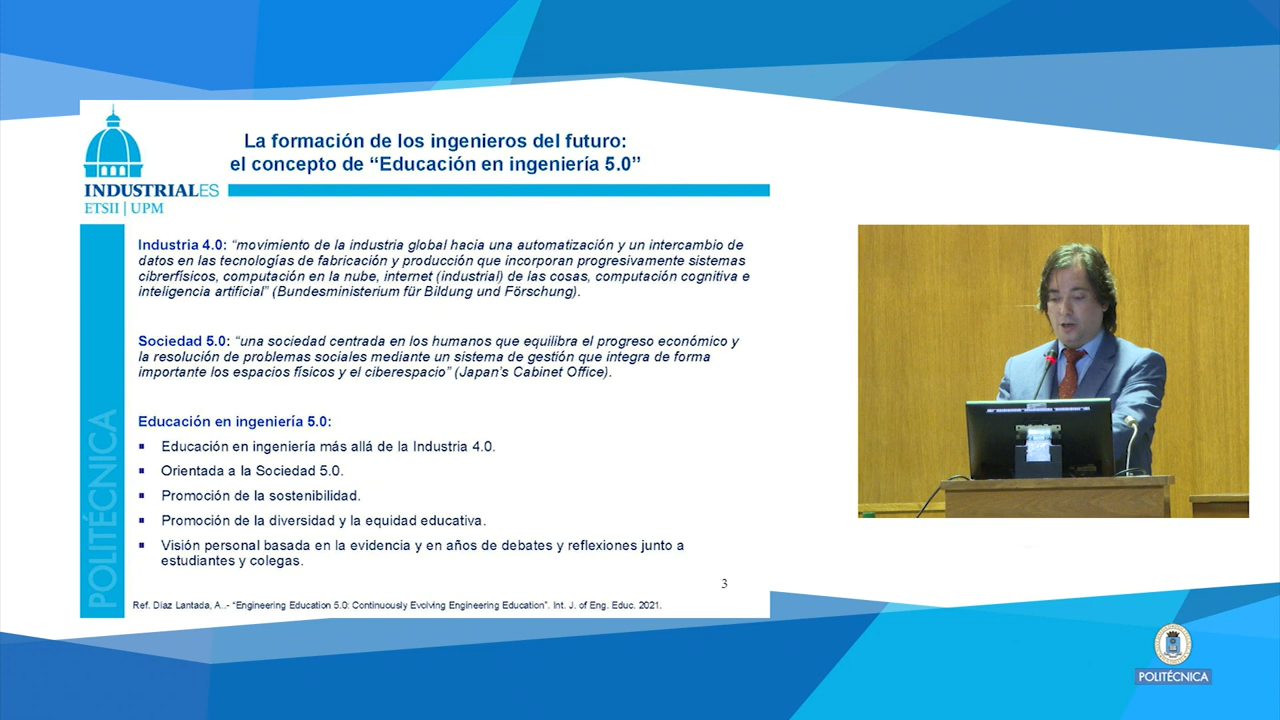 La formación de los ingenieros del futuro:
el concepto de “Educación en ingeniería 5.0”
INDUSTRIALES
ETSII | UPM
Industria 4.0: “movimiento de la industria global hacia una automatización y un intercambio de
datos en las tecnologías de fabricación y producción que incorporan progresivamente sistemas
cibrerfísicos, computación en la nube, internet (industrial) de las cosas, computación cognitiva e
inteligencia artificial” (Bundesministerium für Bildung und Förschung).
Sociedad 5.0: “una sociedad centrada en los humanos que equilibra el progreso económico y
la resolución de problemas sociales mediante un sistema de gestión que integra de forma
importante los espacios físicos y el ciberespacio” (Japan’s Cabinet Office).
Educación en ingeniería 5.0:
▪ Educación en ingeniería más allá de la Industria 4.0.
▪ Orientada a la Sociedad 5.0.
▪ Promoción de la sostenibilidad.
▪ Promoción de la diversidad y la equidad educativa.
▪ Visión personal basada en la evidencia y en años de debates y reflexiones junto a
estudiantes y colegas.
POLITÉCNICA
3
Ref. Díaz Lantada, A..- “Engineering Education 5.0: Continuously Evolving Engineering Education”. Int. J. of Eng. Educ. 2021.
POLITÉCNICA